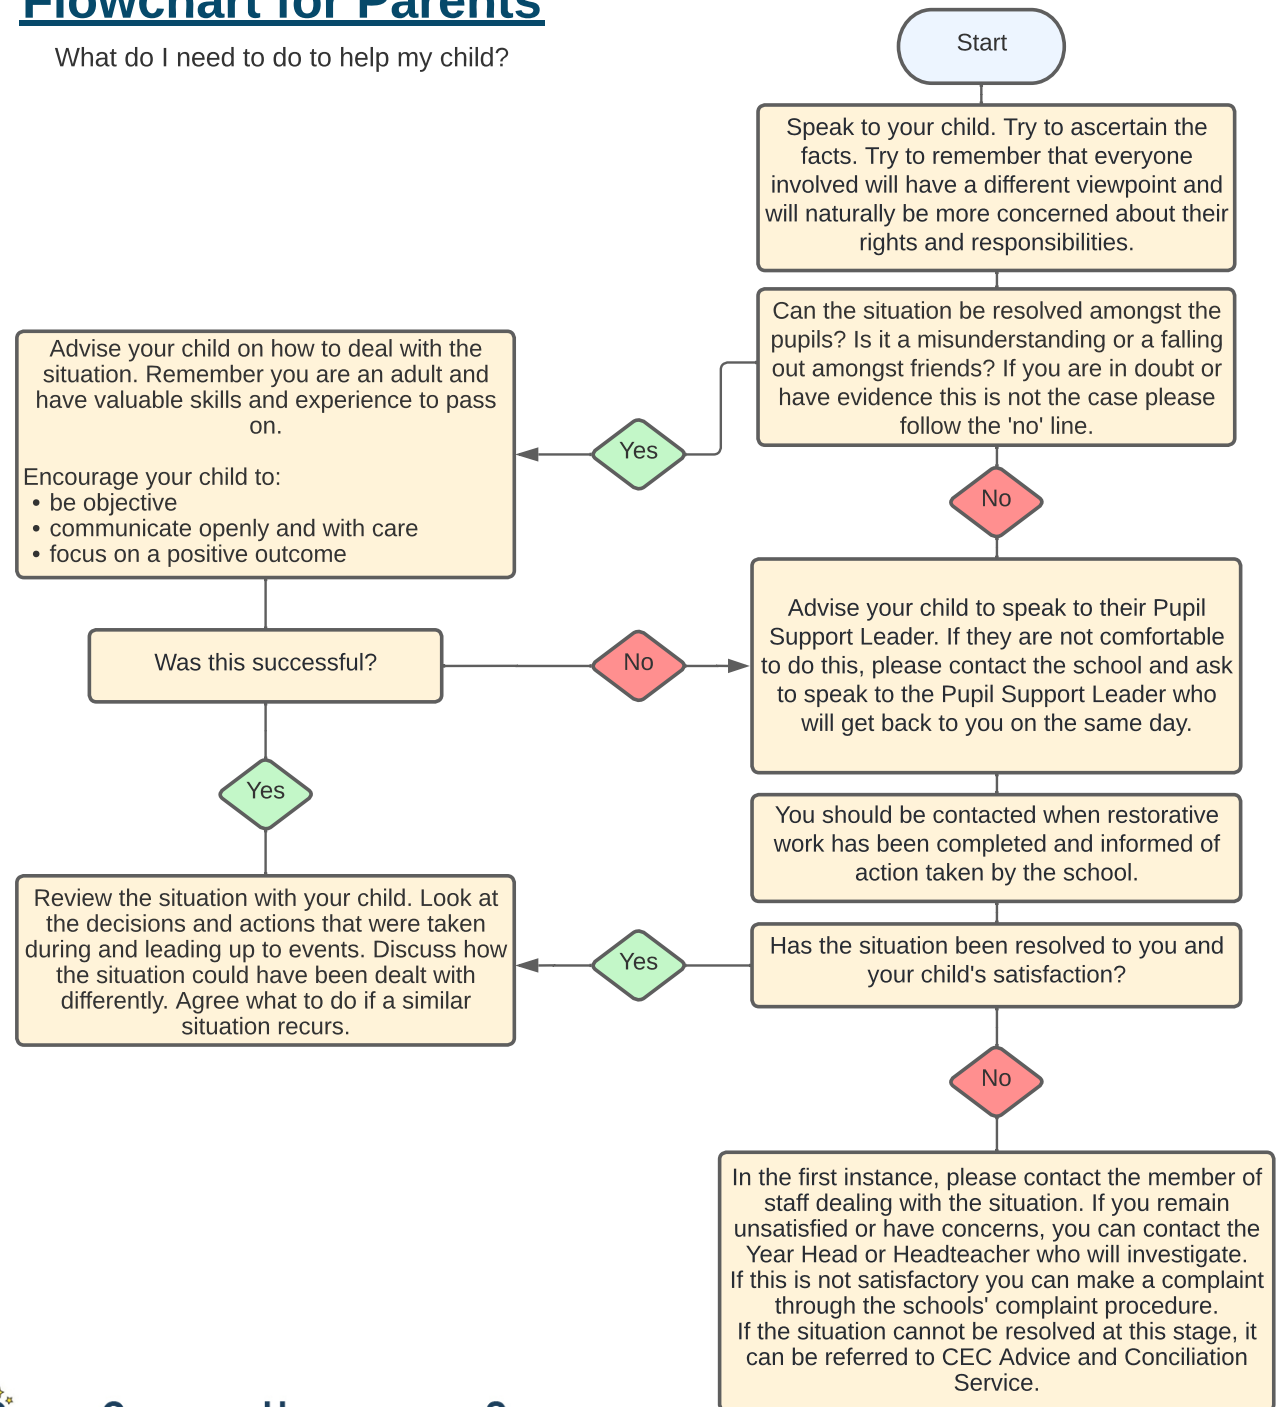 Flowchart for Parents
What do I need to do to help my child?
Start
Speak to your child. Try to ascertain the
facts. Try to remember that everyone
involved will have a different viewpoint and
will naturally be more concerned about their
rights and responsibilities.
Can the situation be resolved amongst the
pupils? Is it a misunderstanding or a falling
out amongst friends? If you are in doubt or
have evidence this is not the case please
follow the 'no' line.
Yes
No
Advise your child on how to deal with the
situation. Remember you are an adult and
have valuable skills and experience to pass
on.
Encourage your child to:
• be objective
• communicate openly and with care
• focus on a positive outcome
Was this successful?
No
Yes
Advise your child to speak to their Pupil
Support Leader. If they are not comfortable
to do this, please contact the school and ask
to speak to the Pupil Support Leader who
will get back to you on the same day.
You should be contacted when restorative
work has been completed and informed of
action taken by the school.
Has the situation been resolved to you and
your child's satisfaction?
Yes
Review the situation with your child. Look at
the decisions and actions that were taken
during and leading up to events. Discuss how
the situation could have been dealt with
differently. Agree what to do if a similar
situation recurs.
No
In the first instance, please contact the member of
staff dealing with the situation. If you remain
unsatisfied or have concerns, you can contact the
Year Head or Headteacher who will investigate.
If this is not satisfactory you can make a complaint
through the schools' complaint procedure.
If the situation cannot be resolved at this stage, it
can be referred to CEC Advice and Conciliation
Service.